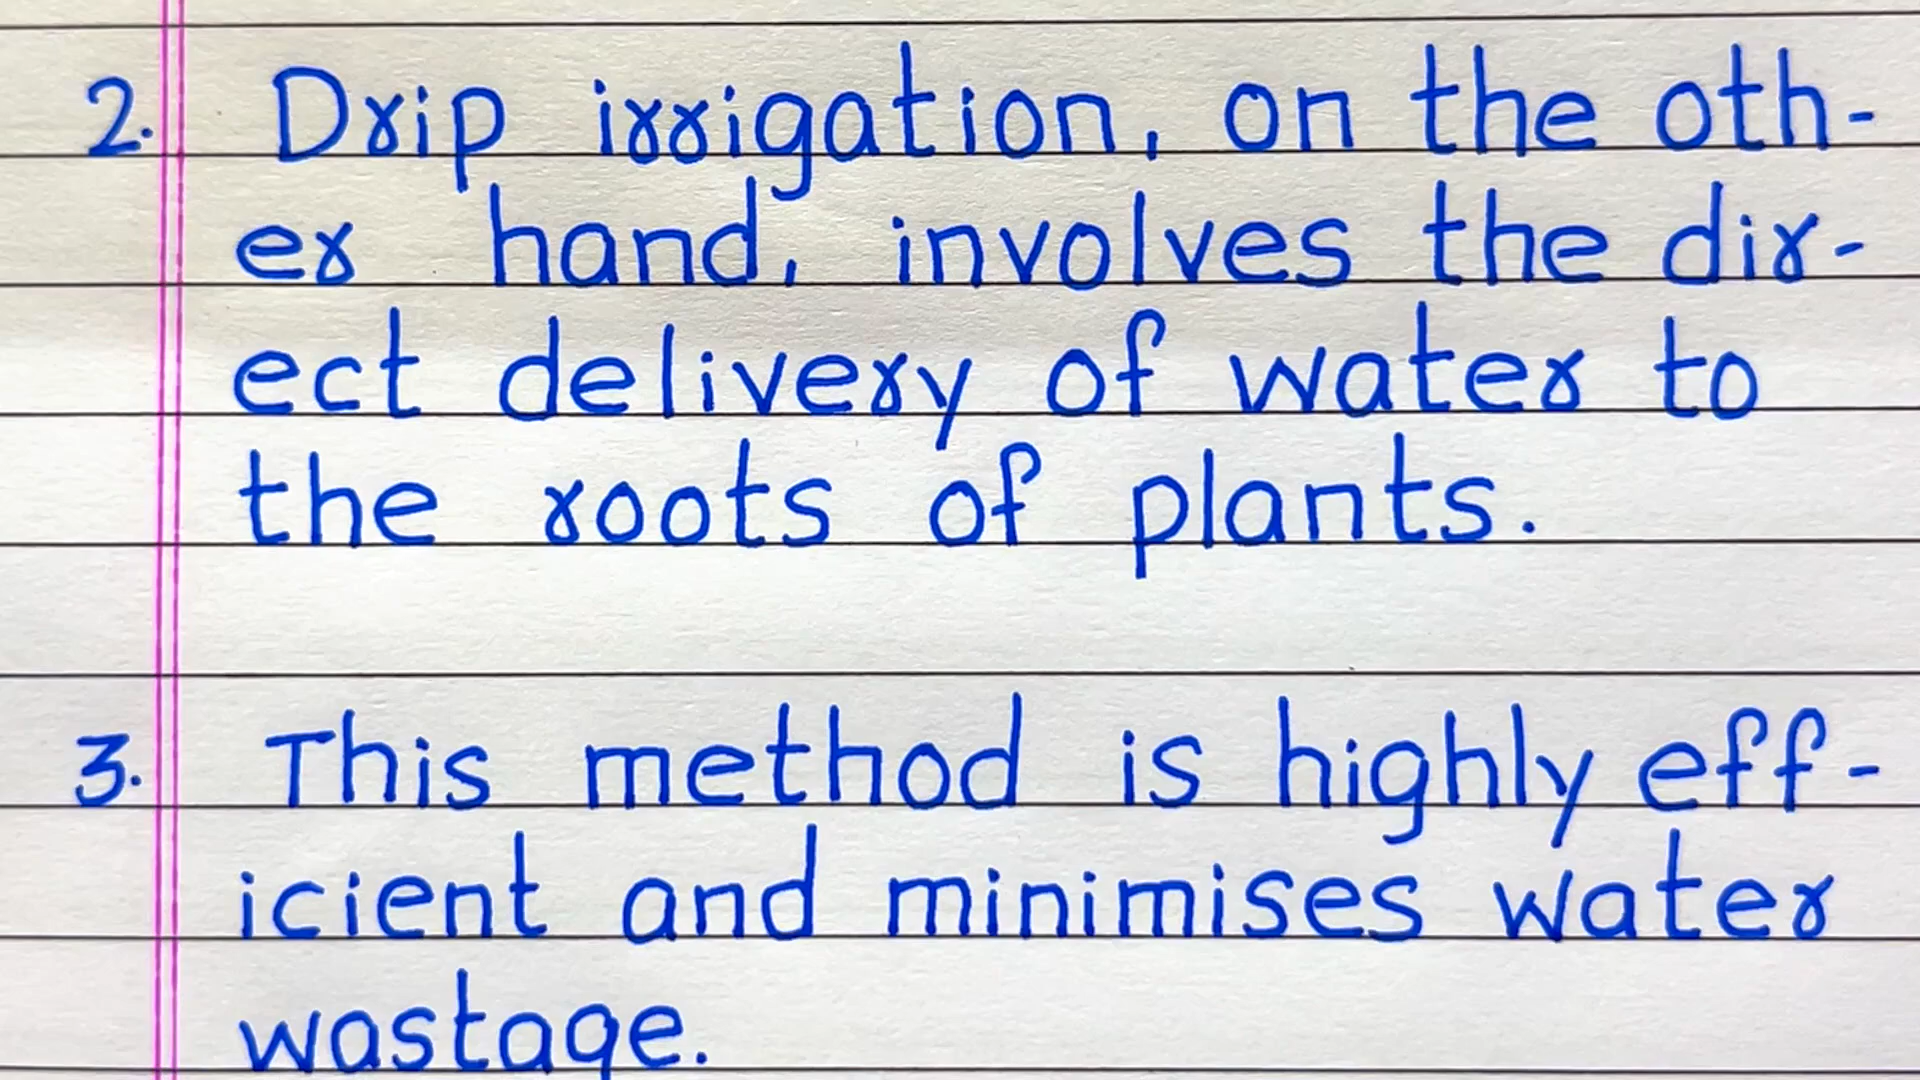 2. Drip irrigation, on the oth-
er hand, involves the dir-
ect delivery of water to
the roots of plants.
3. This method is highly eff-
icient and minimises water
wastage.